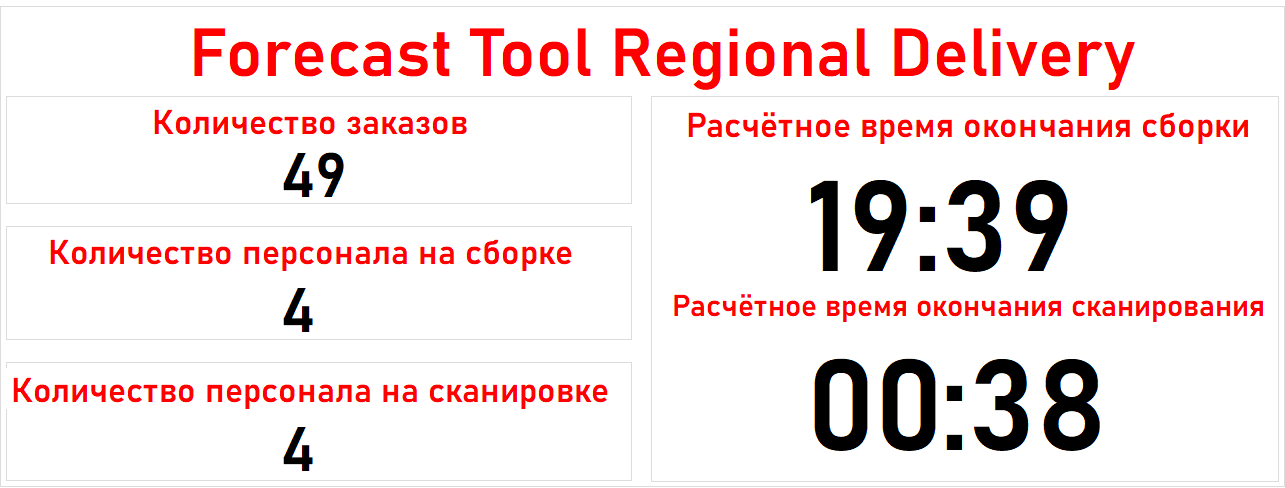 Forecast Tool Regional Delivery
Количество заказов
49
Количество персонала на сборке
4
Количество персонала на сканировке
4
Расчётное время окончания сборки
19:39
Расчётное время окончания сканирования
00:38